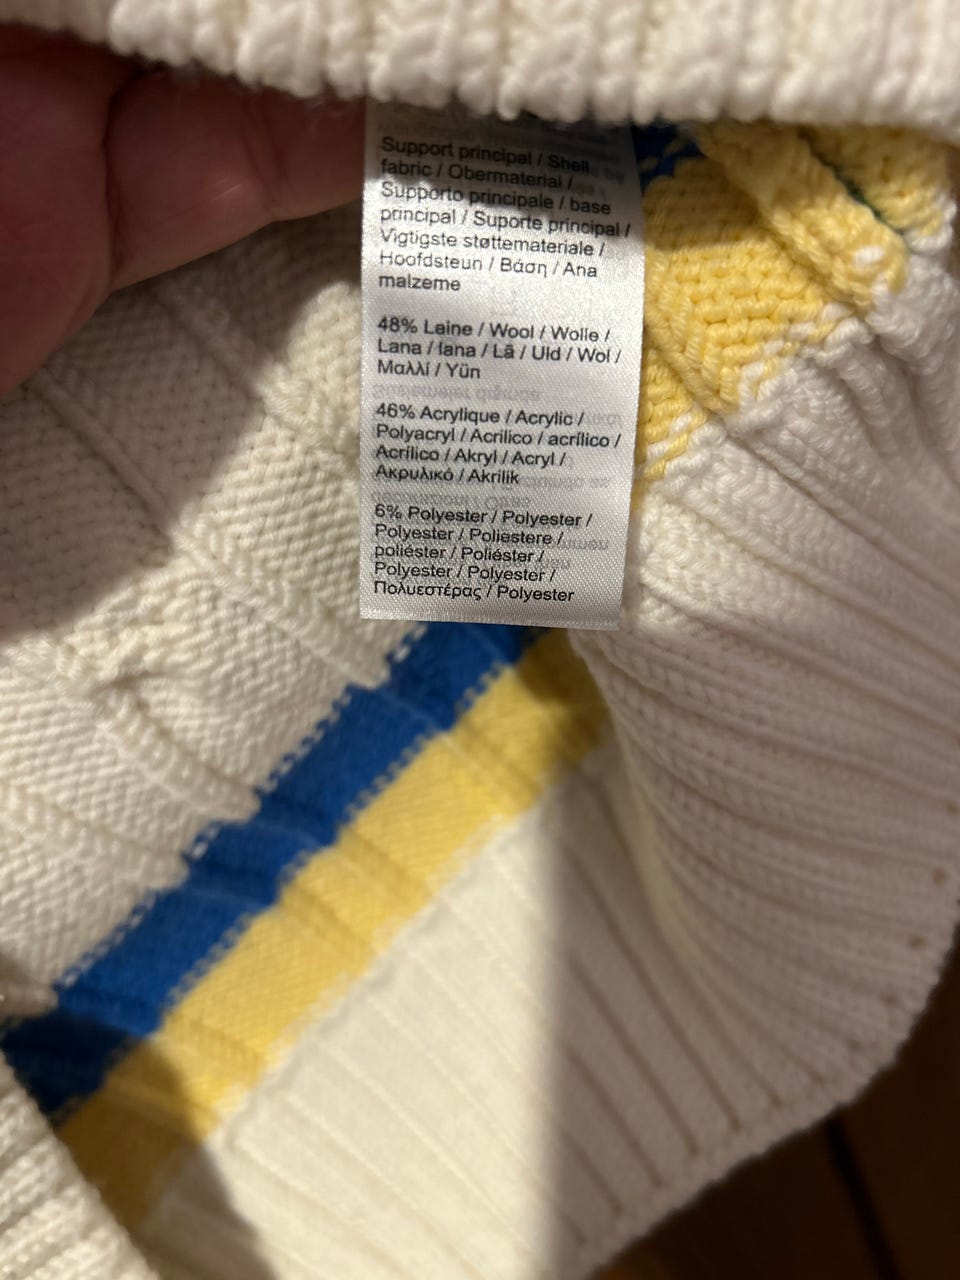 Support principal / Shell
fabric / Obermaterial /
Supporto principale / base
principal / Suporte principal /
Vigtigste støttemateriale /
Hoofdsteun / Βάση / Ana
malzeme
48% Laine / Wool / Wolle /
Lana / lana / Lã / Uld / Wol /
Μαλλί / Yün
46% Acrylique / Acrylic /
Polyacryl / Acrilico / acrílico /
Acrílico / Akryl / Acryl /
Ακρυλικό / Akrilik
6% Polyester / Polyester /
Polyester / Poliestere /
poliéster / Poliéster /
Polyester / Polyester /
Πολυεστέρας / Polyester